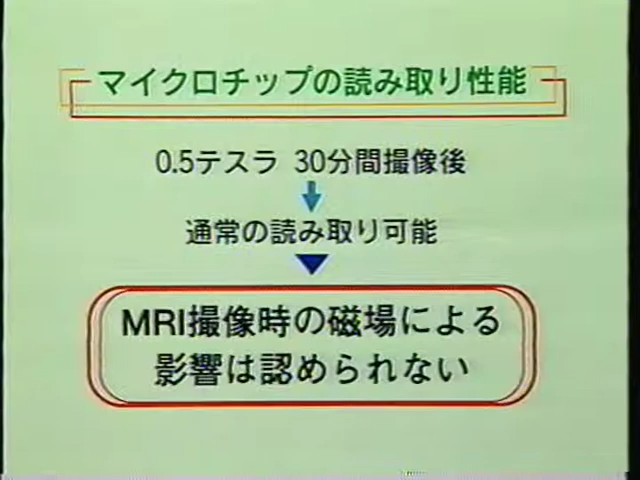 マイクロチップの読み取り性能
0.5テスラ 30分間撮像後
通常の読み取り可能
MRI撮像時の磁場による
影響は認められない